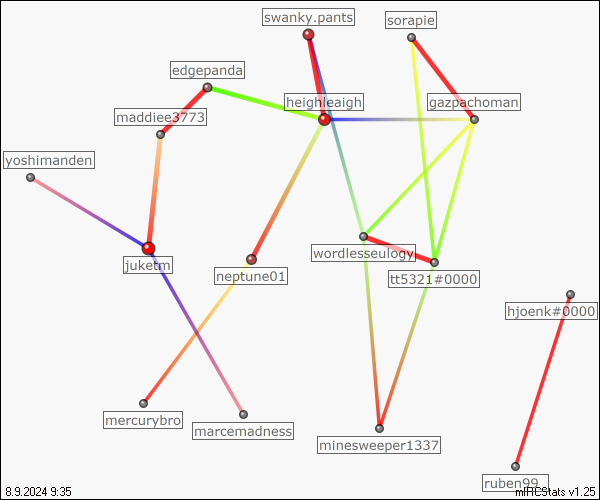 swanky.pants
sorapie
edgepanda
heighleaigh
gazpachoman
maddiee3773
yoshimanden
wordlesseulogy
juketm
neptune01
tt5321#0000
hjoenk#0000
mercurybro
marcemadness
minesweeper1337
ruben99_
8.9.2024 9:35
mIRCStats v1.25